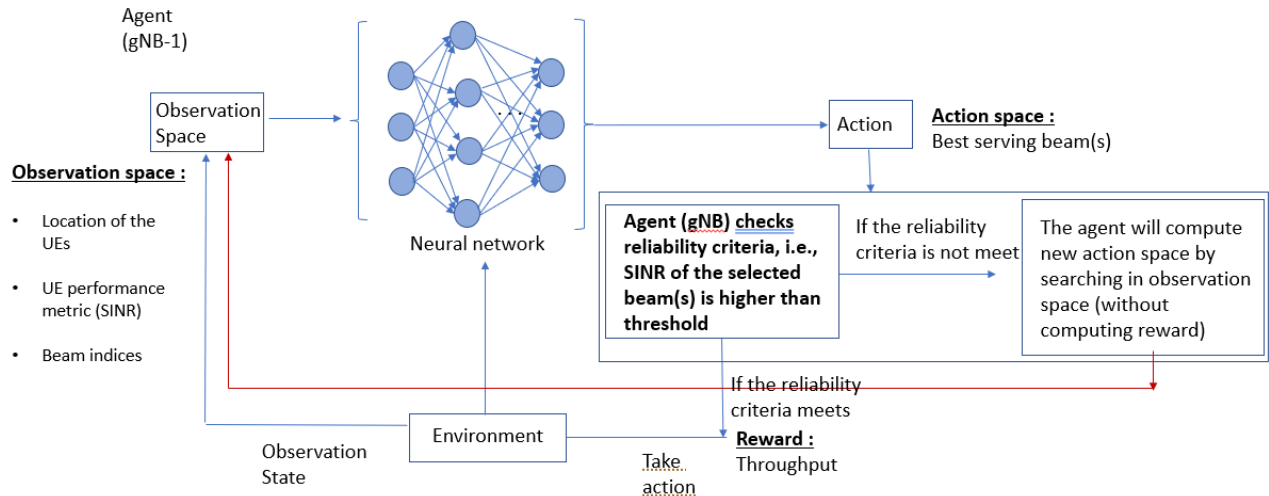 Agent
(gNB-1)
Observation
Space
Observation space :
• Location of the
UEs
• UE performance
metric (SINR)
• Beam indices
. . .
Neural network
Action
Action space :
Best serving beam(s)
Agent (gNB) checks
reliability criteria, i.e.,
SINR of the selected
beam(s) is higher than
threshold
If the reliability
criteria is not meet
The agent will compute
new action space by
searching in observation
space (without
computing reward)
If the reliability
criteria meets
Reward :
Throughput
Environment
Observation
State
Take
action